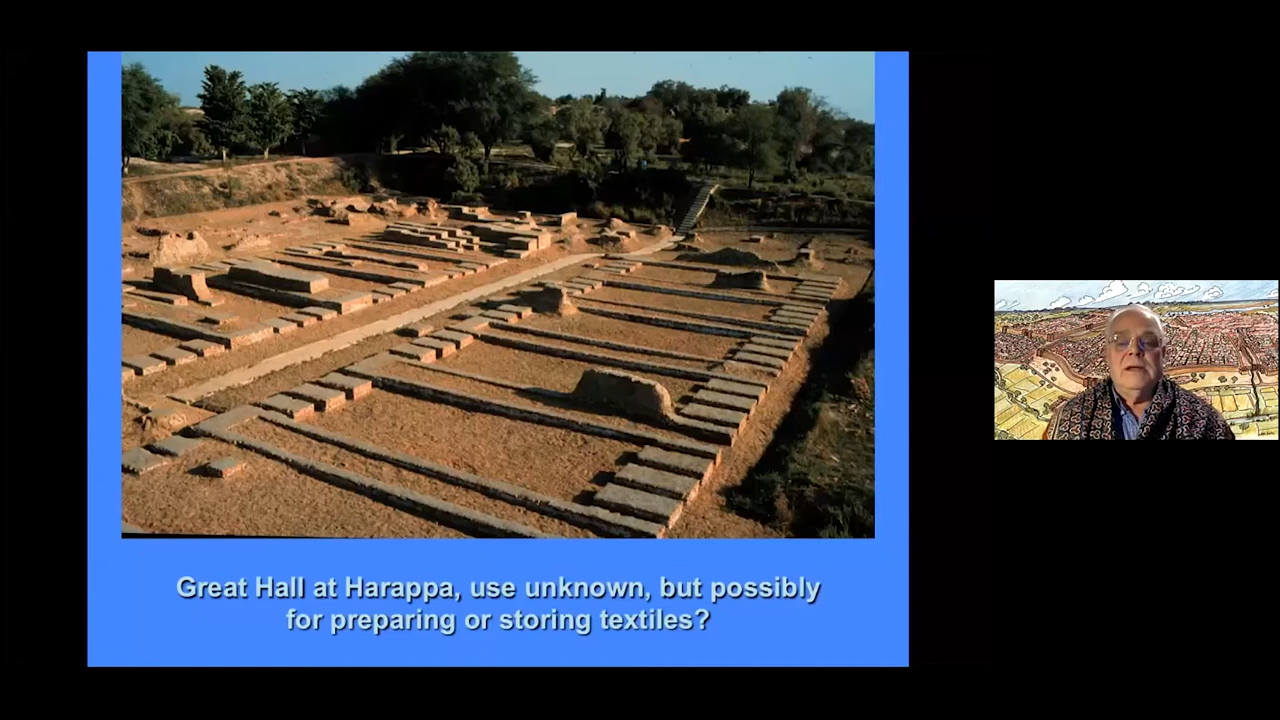 Great Hall at Harappa, use unknown, but possibly
for preparing or storing textiles?